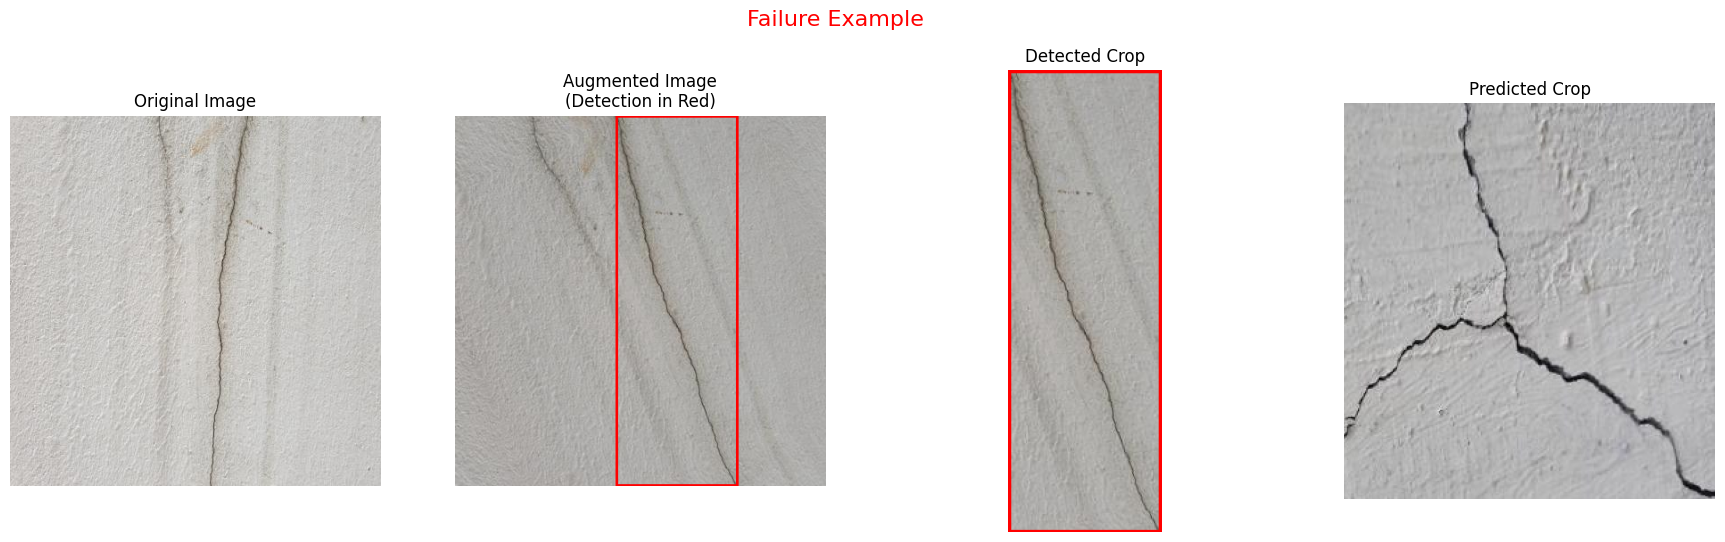 Failure Example
Original Image
Augmented Image
(Detection in Red)
Detected Crop
Predicted Crop